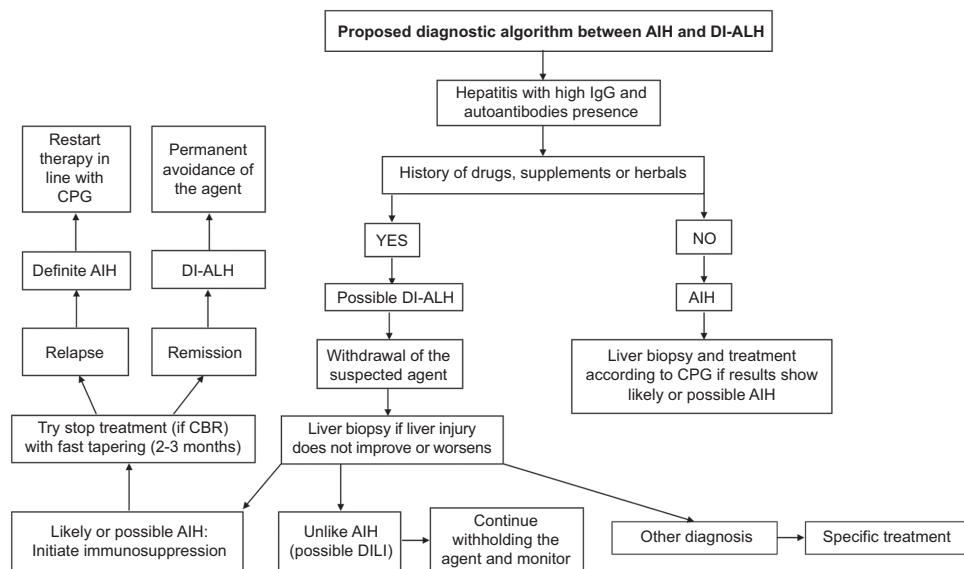 Proposed diagnostic algorithm between AIH and DI-ALH
Hepatitis with high IgG and
autoantibodies presence
History of drugs, supplements or herbals
YES
NO
Possible DI-ALH
AIH
Withdrawal of the
suspected agent
Liver biopsy and treatment
according to CPG if results show
likely or possible AIH
Liver biopsy if liver injury
does not improve or worsens
Likely or possible AIH:
Initiate immunosuppression
Unlike AIH
(possible DILI)
Continue
withholding the
agent and monitor
Other diagnosis
Specific treatment
Try stop treatment (if CBR)
with fast tapering (2-3 months)
Relapse
Remission
Definite AIH
DI-ALH
Restart
therapy in
line with
CPG
Permanent
avoidance of
the agent